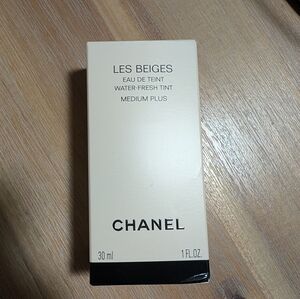 LES BEIGES
EAU DE TEINT
WATER-FRESH TINT
MEDIUM PLUS
CHANEL
30 ml 1 FL.OZ.